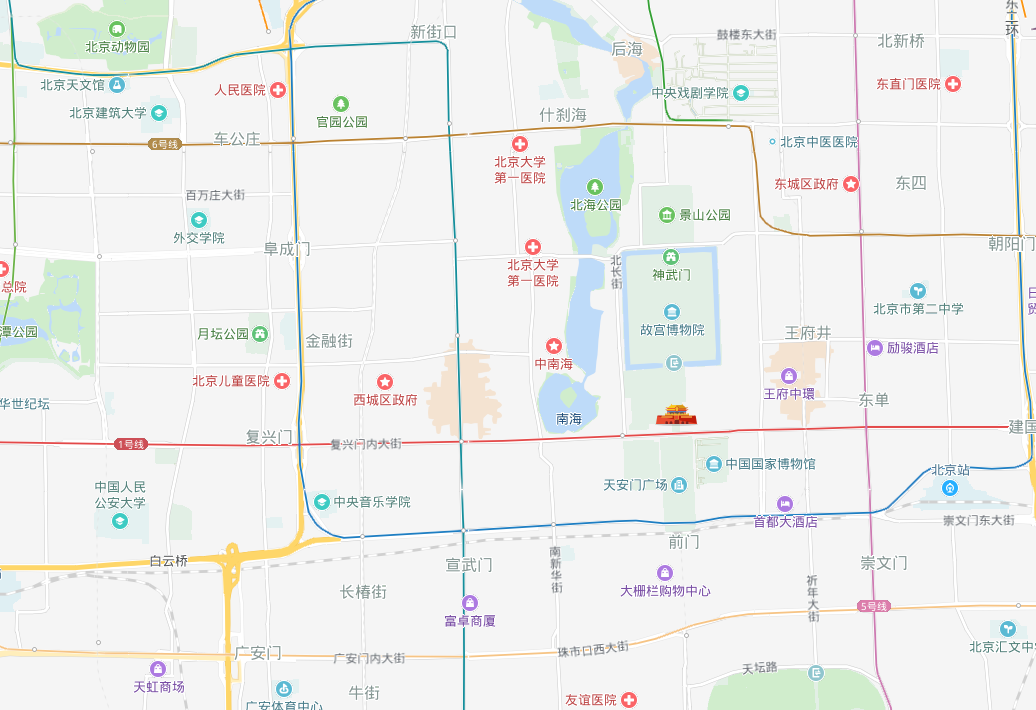 新街口
后海
鼓楼东大街
北新桥
东二环
北京动物园
北京天文馆
人民医院
中央戏剧学院
东直门医院
官园公园
北京建筑大学
什刹海
6号线
车公庄
北京大学
第一医院
北京中医医院
东城区政府
东四
百万庄大街
北海公园
景山公园
外交学院
阜成门
朝阳门
北京大学
第一医院
北长街
神武门
总院
北京市第二中学
故宫博物院
潭公园
月坛公园
金融街
王府井
励骏酒店
中南海
北京儿童医院
西城区政府
王府中環
华世纪坛
东单
南海
1号线
复兴门
复兴门内大街
建国
中国国家博物馆
北京站
天安门广场
中国人民
公安大学
中央音乐学院
首都大酒店
崇文门东大街
前门
白云桥
宣武门
南新华街
崇文门
长椿街
大栅栏购物中心
祈年大街
5号线
富卓商厦
北京汇文中学
广安门
广安门内大街
珠市口西大街
天坛路
天虹商场
牛街
友谊医院
广安体育中心